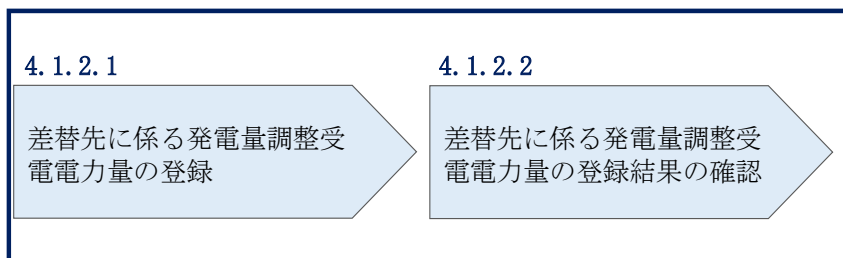 4.1.2.1
差替先に係る発電量調整受
電電力量の登録
4.1.2.2
差替先に係る発電量調整受
電電力量の登録結果の確認